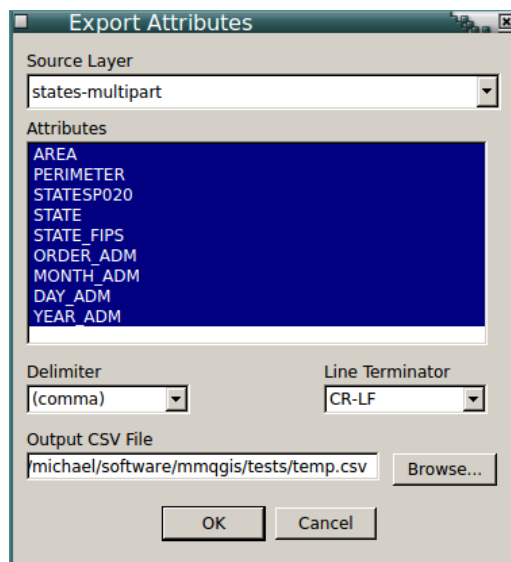 Export Attributes
Source Layer
states-multipart
Attributes
AREA
PERIMETER
STATESP020
STATE
STATE_FIPS
ORDER_ADM
MONTH_ADM
DAY_ADM
YEAR_ADM
Delimiter Line Terminator
(comma) CR-LF
Output CSV File
/michael/software/mmqgis/tests/temp.csv Browse...
OK Cancel